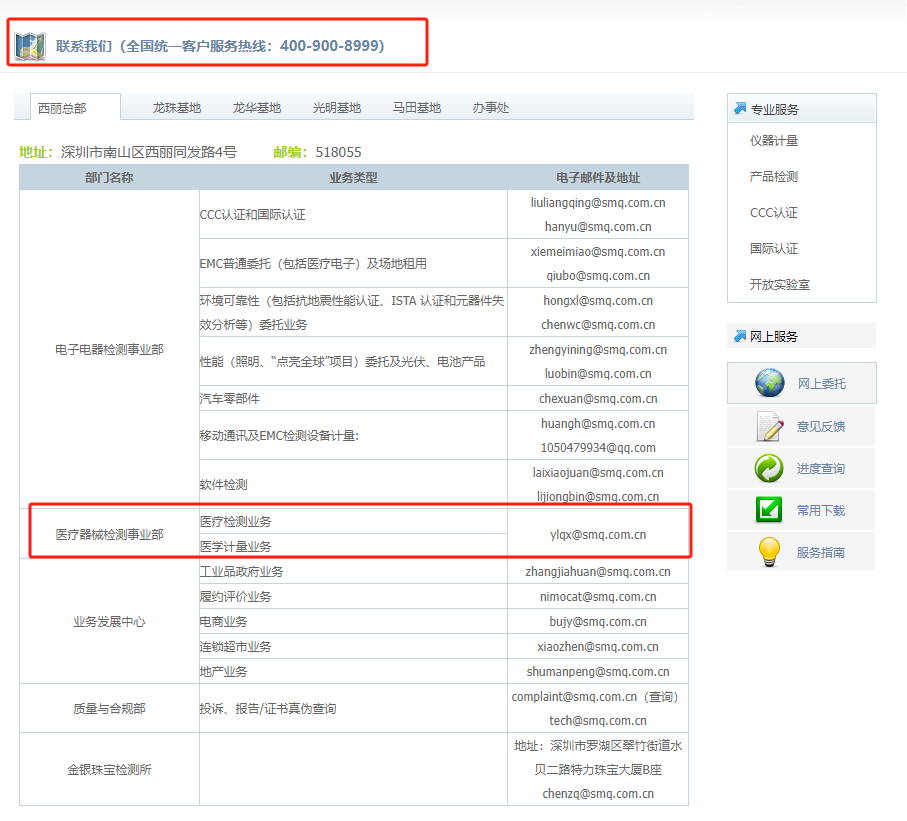 联系我们（全国统一客户服务热线：400-900-8999）
西丽总部 龙珠基地 龙华基地 光明基地 马田基地 办事处
地址：深圳市南山区西丽同发路4号 邮编：518055
部门名称 业务类型 电子邮件及地址
电子电器检测事业部
CCC认证和国际认证
liuliangqing@smq.com.cn
hanyu@smq.com.cn
EMC普通委托（包括医疗电子）及场地租用
xiemeimiao@smq.com.cn
qiubo@smq.com.cn
环境可靠性（包括抗地震性能认证、ISTA 认证和元器件失
效分析等）委托业务
hongxl@smq.com.cn
chenwc@smq.com.cn
性能（照明、“点亮全球”项目）委托及光伏、电池产品
zhengyining@smq.com.cn
luobin@smq.com.cn
汽车零部件
chexuan@smq.com.cn
移动通讯及EMC检测设备计量:
huangh@smq.com.cn
1050479934@qq.com
软件检测
laixiaojuan@smq.com.cn
lijiongbin@smq.com.cn
医疗器械检测事业部
医疗检测业务
医学计量业务
ylqx@smq.com.cn
业务发展中心
工业品政府业务
zhangjiahuan@smq.com.cn
履约评价业务
nimocat@smq.com.cn
电商业务
bujy@smq.com.cn
连锁超市业务
xiaozhen@smq.com.cn
地产业务
shumanpeng@smq.com.cn
质量与合规部
投诉、报告/证书真伪查询
complaint@smq.com.cn（查询）
tech@smq.com.cn
金银珠宝检测所
地址：深圳市罗湖区翠竹街道水
贝二路特力珠宝大厦B座
chenzq@smq.com.cn
专业服务
仪器计量
产品检测
CCC认证
国际认证
开放实验室
网上服务
网上委托
意见反馈
进度查询
常用下载
服务指南